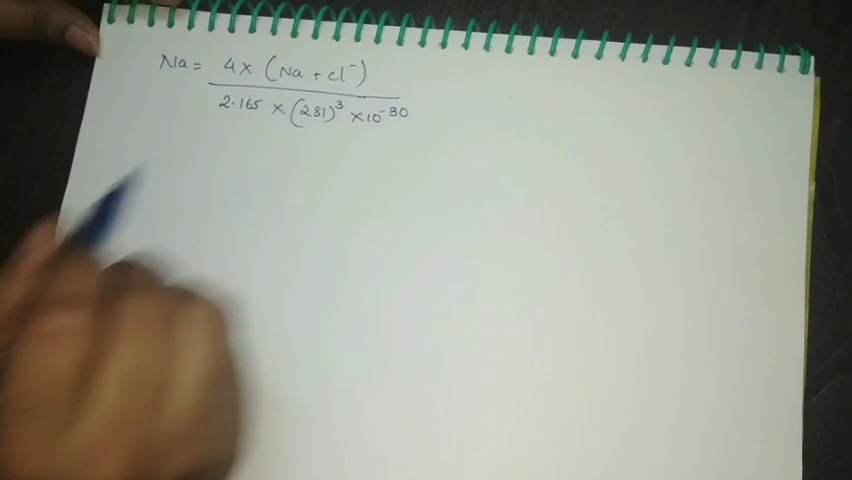 Na = 4 × (Na + cl⁻)
2.165 × (281)³ × 10⁻³⁰